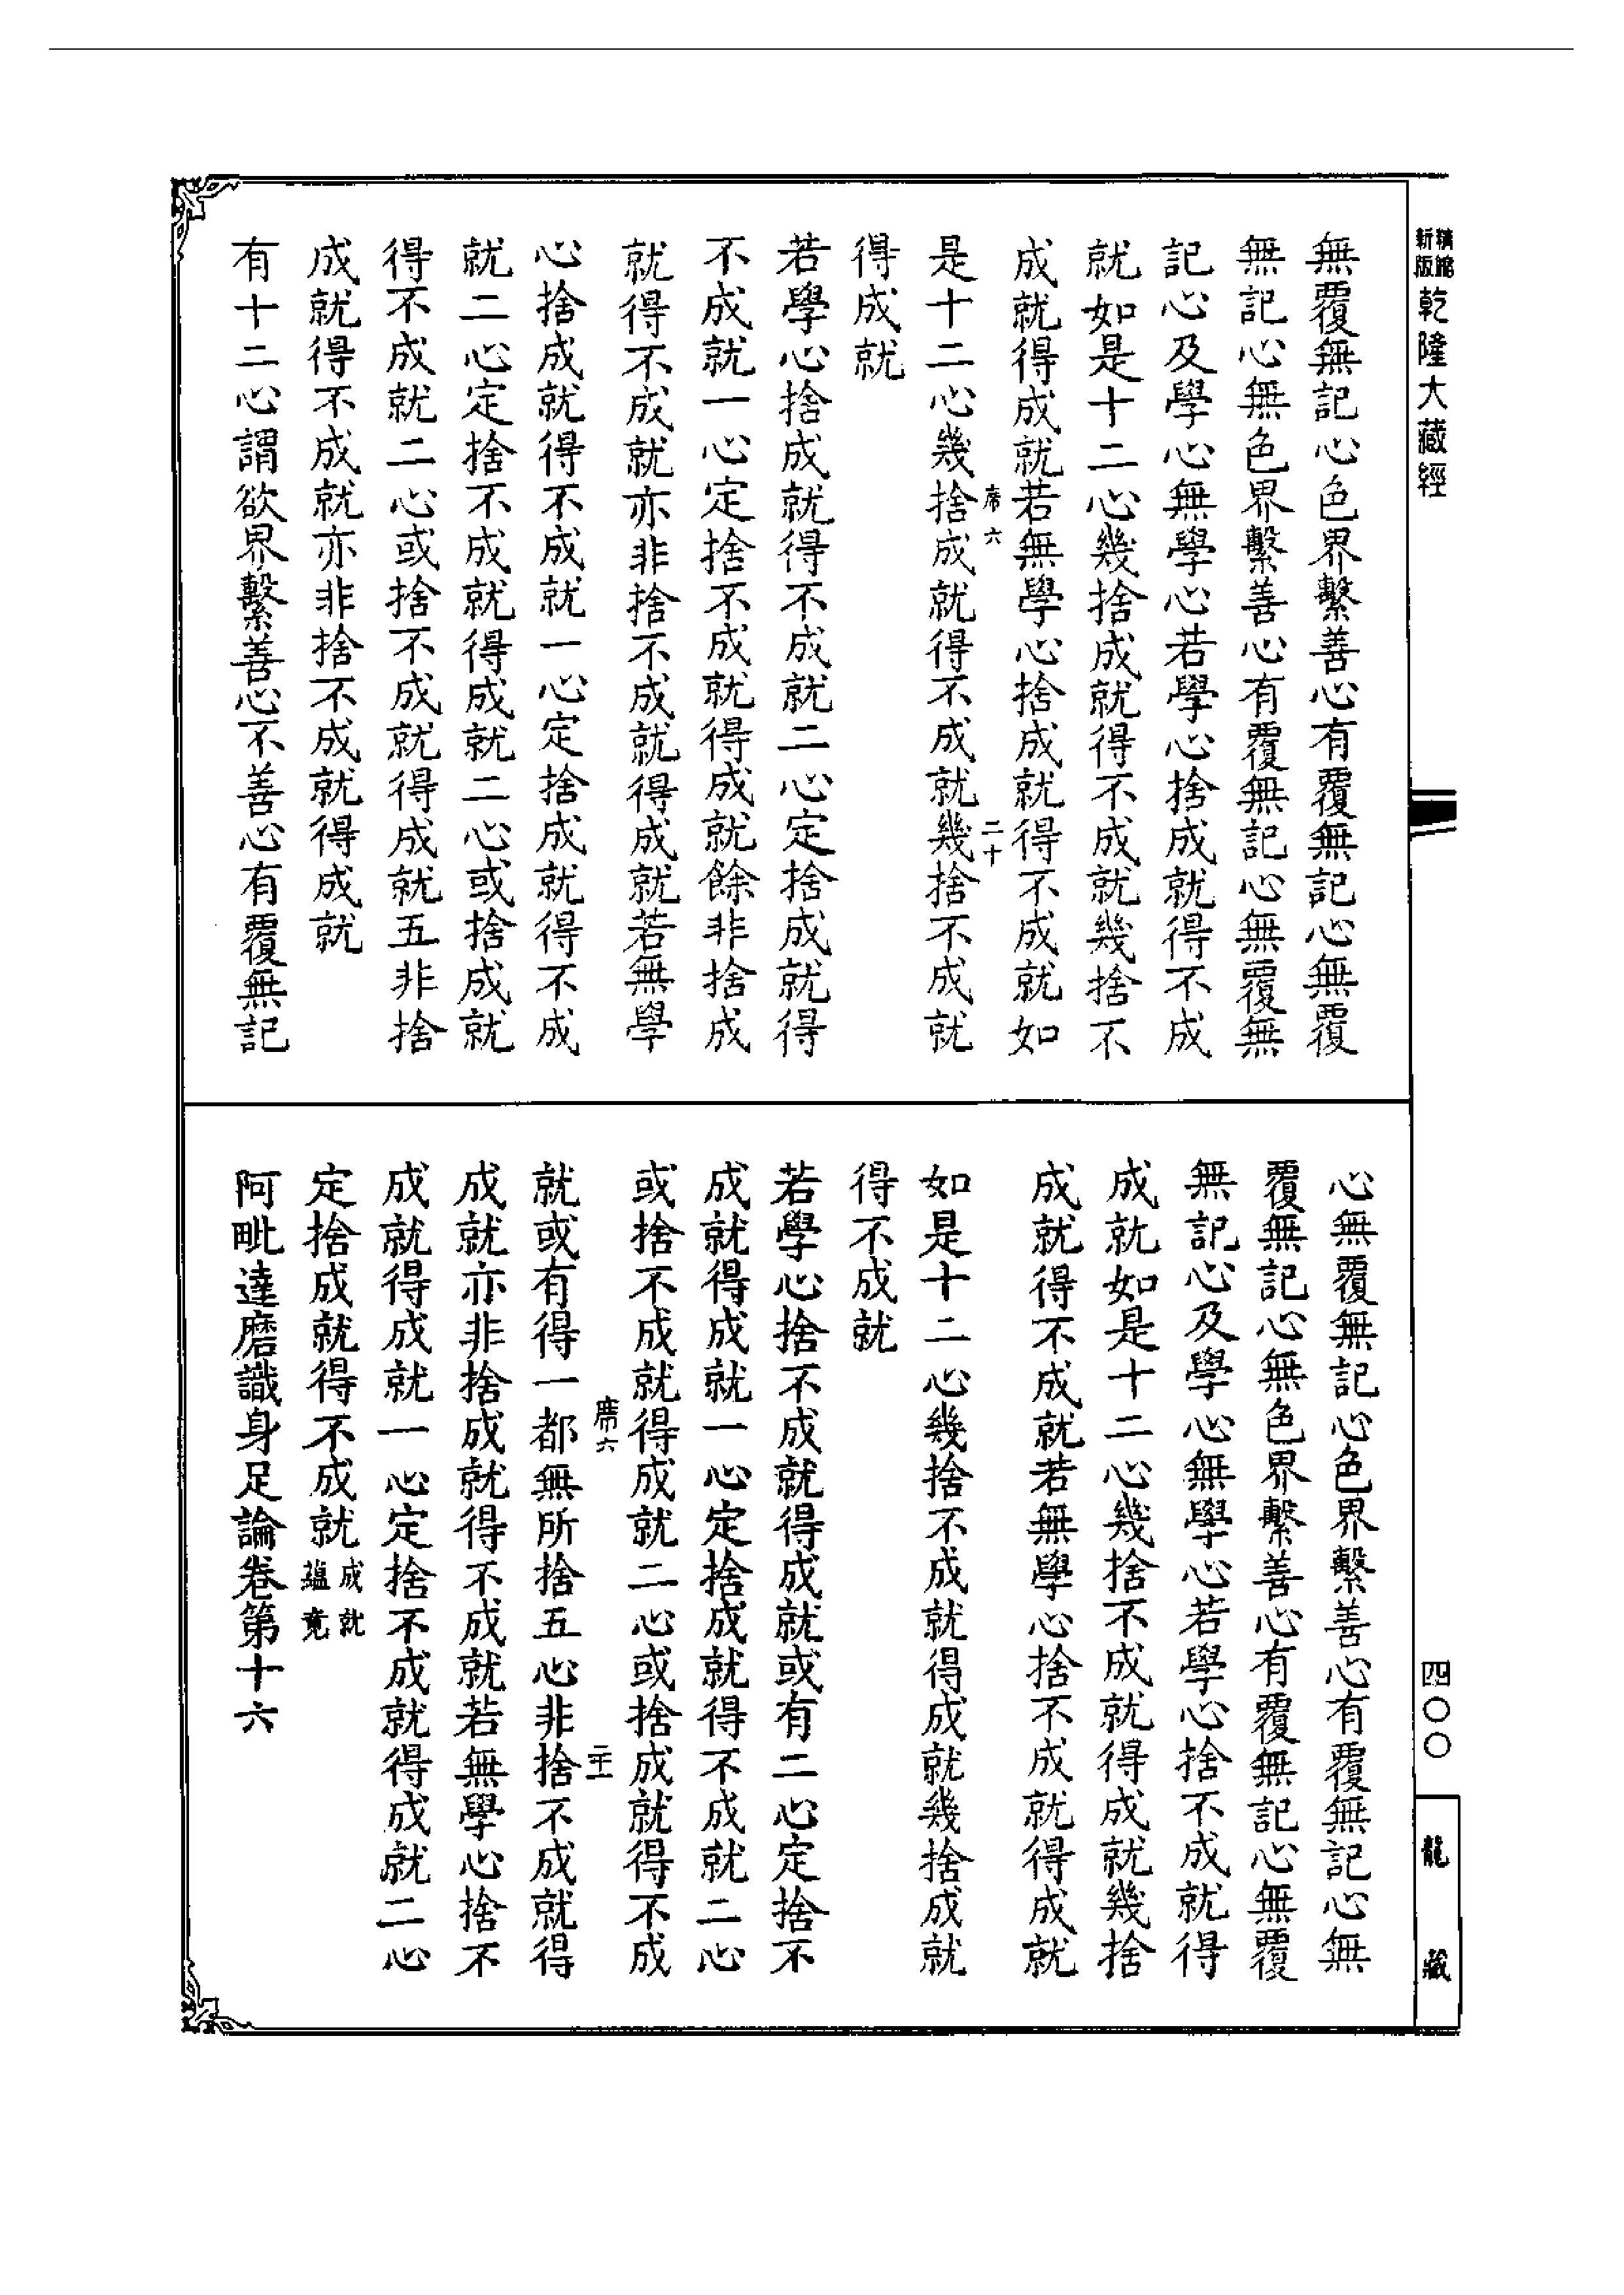 精縮新版乾隆大藏經
無覆無記心色界繫善心有覆無記心無覆
無記心無色界繫善心有覆無記心無覆無
記心及學心無學心若學心捨成就得不成
就如是十二心幾捨成就得不成就幾捨不
成就得成就若無學心捨成就得不成就如
席六
二十
是十二心幾捨成就得不成就幾捨不成就
得成就
若學心捨成就得不成就二心定捨成就得
不成就一心定捨不成就得成就餘非捨成
就得不成就亦非捨不成就得成就若無學
心捨成就得不成就一心定捨成就得不成
就二心定捨不成就得成就二心或捨成就
得不成就二心或捨不成就得成就五非捨
成就得不成就亦非捨不成就得成就
有十二心謂欲界繫善心不善心有覆無記
心無覆無記心色界繫善心有覆無記心無
覆無記心無色界繫善心有覆無記心無覆
無記心及學心無學心若學心捨不成就得
成就如是十二心幾捨不成就得成就幾捨
成就得不成就若無學心捨不成就得成就
如是十二心幾捨不成就得成就幾捨成就
得不成就
若學心捨不成就得成就或有二心定捨不
成就得成就一心定捨成就得不成就二心
或捨不成就得成就二心或捨成就得不成
席六
二十一
就或有得一都無所捨五心非捨不成就得
成就亦非捨成就得不成就若無學心捨不
成就得成就一心定捨不成就得成就二心
定捨成就得不成就成就蘊竟
阿毗達磨識身足論卷第十六
四〇〇
龍藏